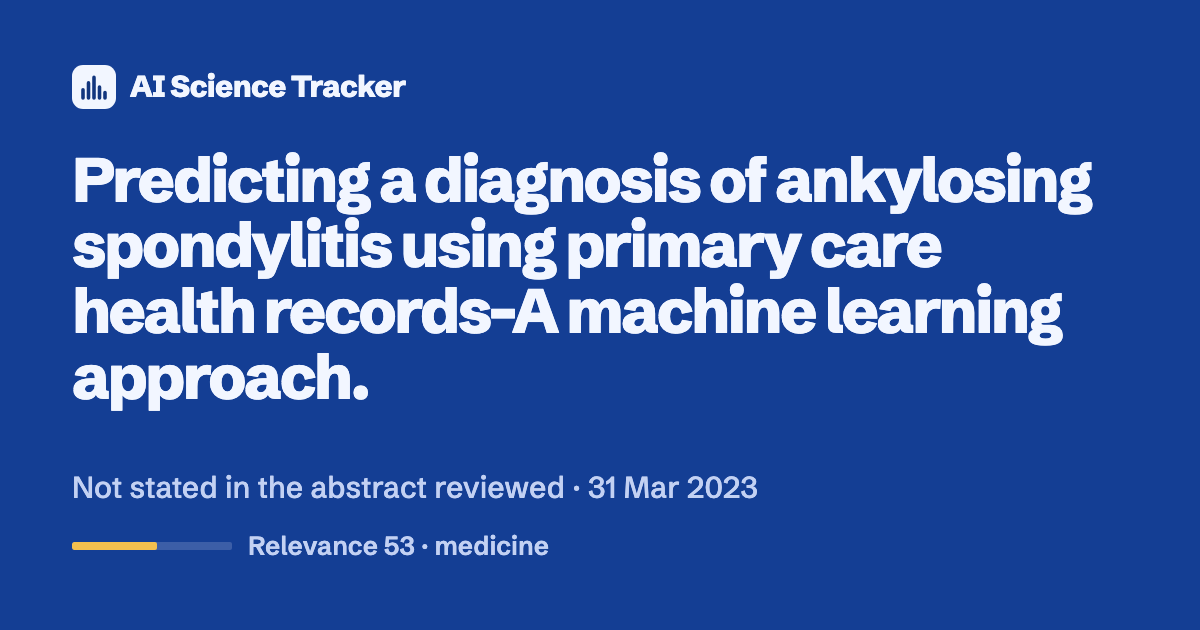 AI Science Tracker
Predicting a diagnosis of ankylosing
spondylitis using primary care
health records–A machine learning
approach.
Not stated in the abstract reviewed · 31 Mar 2023
Relevance 53 · medicine